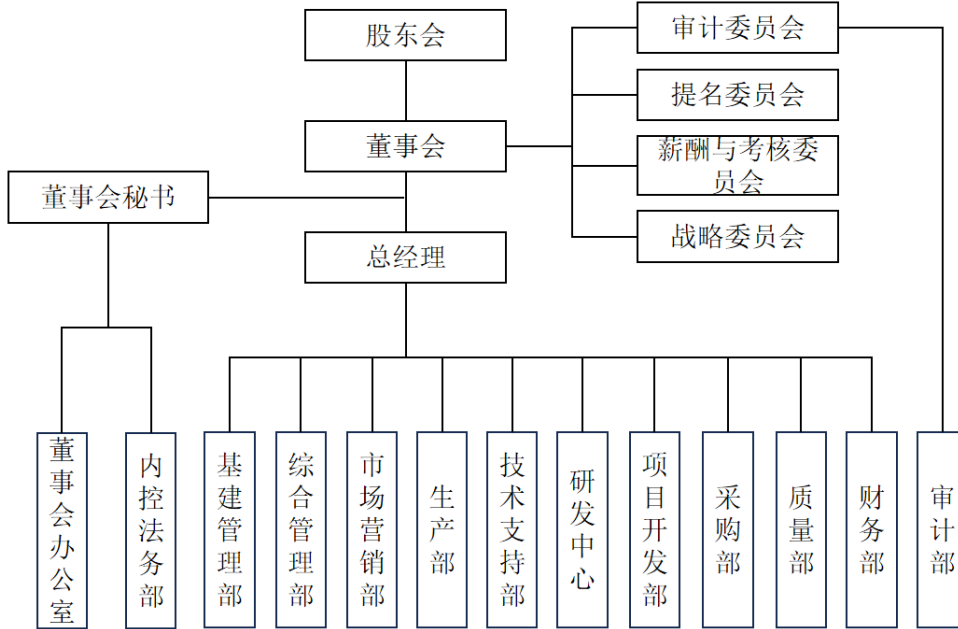 股东会
审计委员会
提名委员会
董事会
薪酬与考核委
员会
董事会秘书
战略委员会
总经理
董事会办公室
内控法务部
基建管理部
综合管理部
市场营销部
生产部
技术支持部
研发中心
项目开发部
采购部
质量部
财务部
审计部